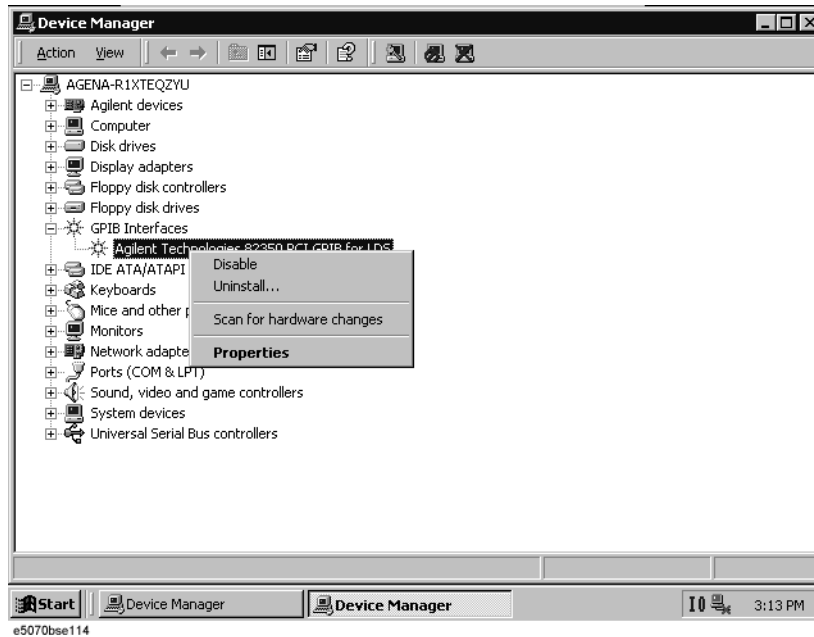 Device Manager
Action View
AGENA-R1XTEQZYU
Agilent devices
Computer
Disk drives
Display adapters
Floppy disk controllers
Floppy disk drives
GPIB Interfaces
Agilent Technologies 82350 PCI GPIB for LDS
Disable
Uninstall...
Scan for hardware changes
Properties
IDE ATA/ATAPI
Keyboards
Mice and other
Monitors
Network adapte
Ports (COM & LPT)
Sound, video and game controllers
System devices
Universal Serial Bus controllers
Start Device Manager Device Manager IO 3:13 PM
e5070bse114